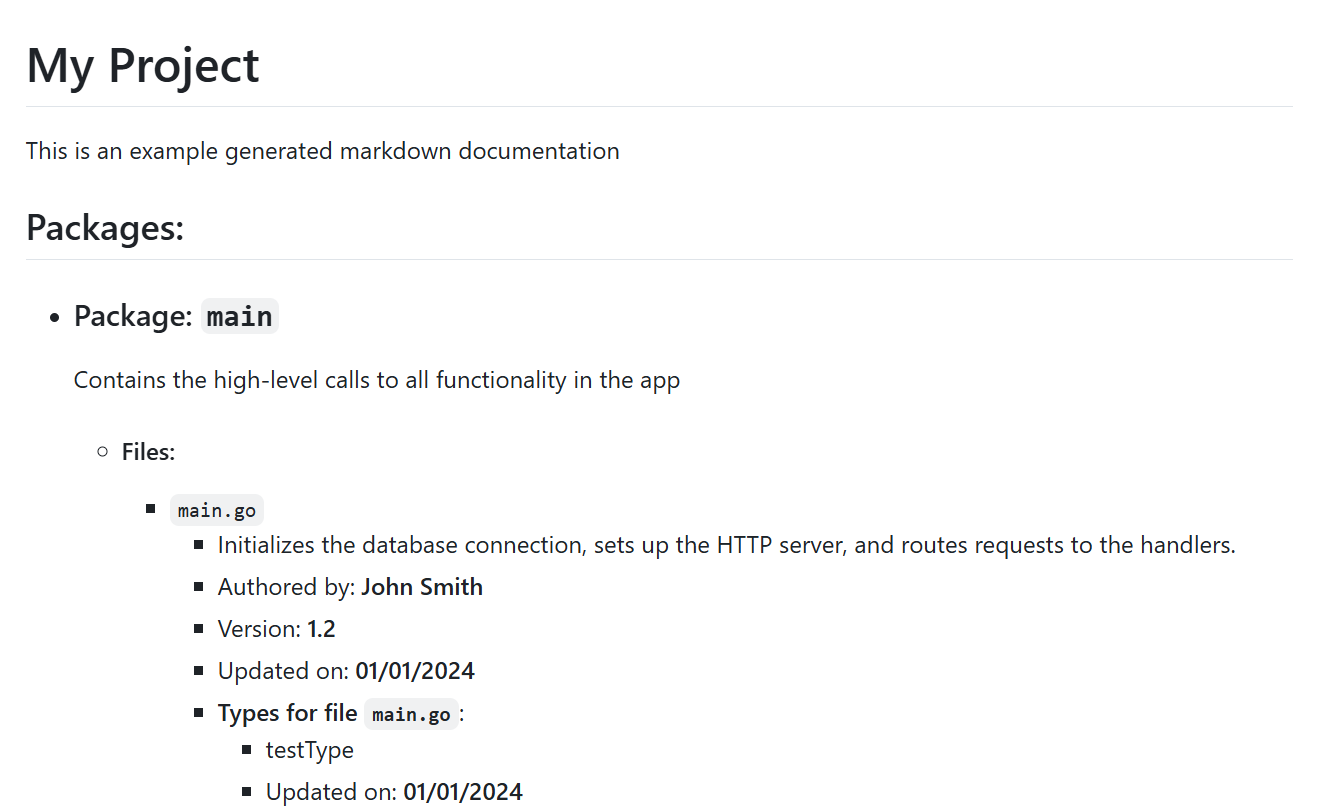 My Project
This is an example generated markdown documentation
Packages:
Package: main
Contains the high-level calls to all functionality in the app
Files:
main.go
Initializes the database connection, sets up the HTTP server, and routes requests to the handlers.
Authored by: John Smith
Version: 1.2
Updated on: 01/01/2024
Types for file main.go:
testType
Updated on: 01/01/2024